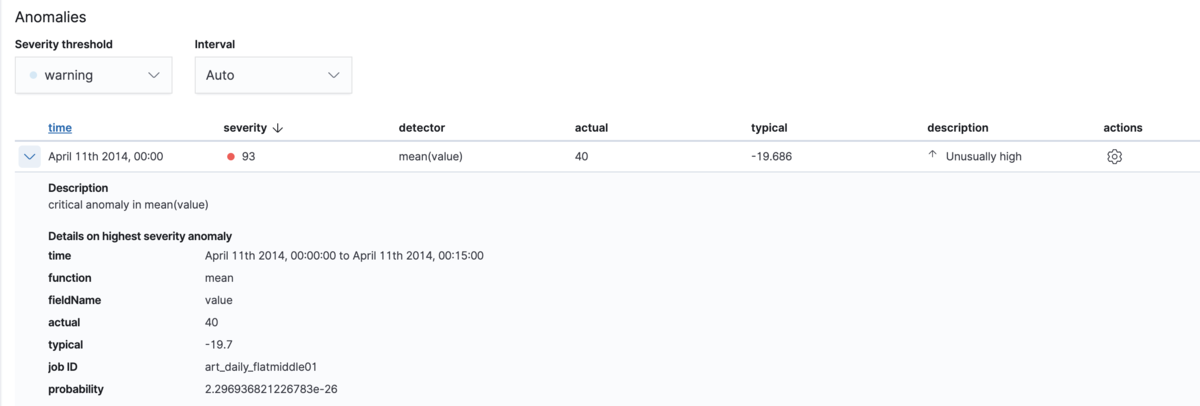 Anomalies
Severity threshold Interval
warning Auto
time severity detector actual typical description actions
April 11th 2014, 00:00 93 mean(value) 40 -19.686 Unusually high
Description
critical anomaly in mean(value)
Details on highest severity anomaly
time April 11th 2014, 00:00:00 to April 11th 2014, 00:15:00
function mean
fieldName value
actual 40
typical -19.7
job ID art_daily_flatmiddle01
probability 2.296936821226783e-26